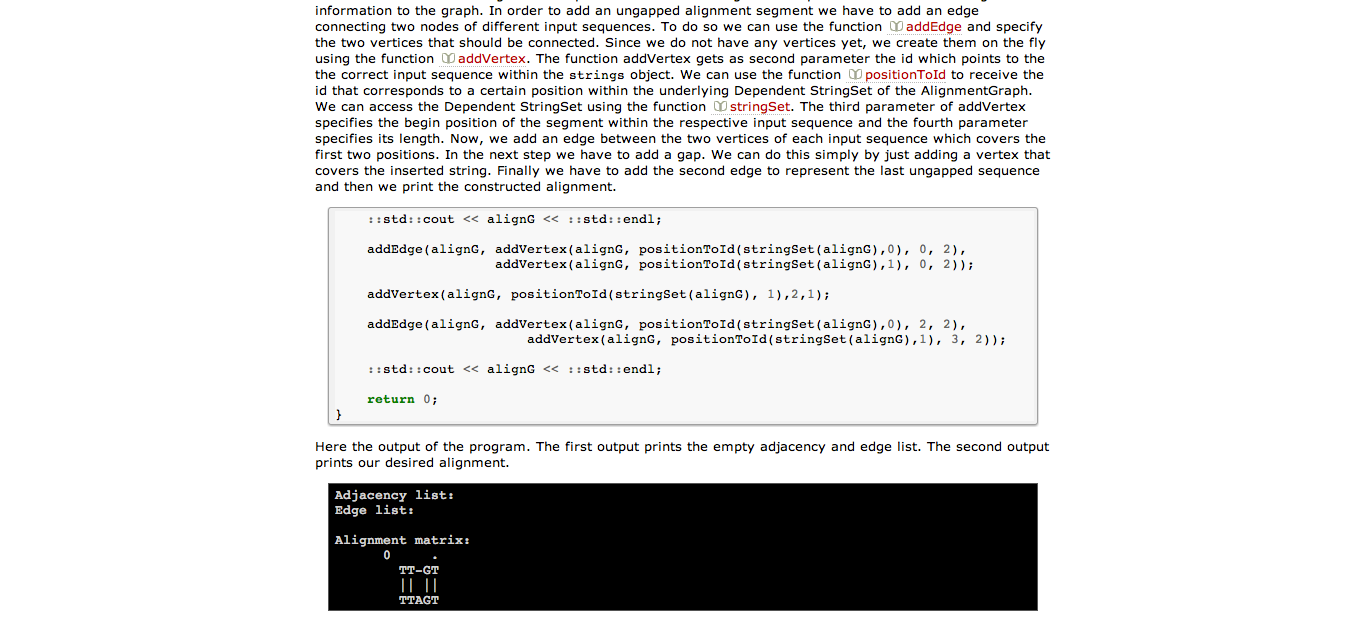 information to the graph. In order to add an ungapped alignment segment we have to add an edge
connecting two nodes of different input sequences. To do so we can use the function addEdge and specify
the two vertices that should be connected. Since we do not have any vertices yet, we create them on the fly
using the function addVertex. The function addVertex gets as second parameter the id which points to the
the correct input sequence within the strings object. We can use the function positionToId to receive the
id that corresponds to a certain position within the underlying Dependent StringSet of the AlignmentGraph.
We can access the Dependent StringSet using the function stringSet. The third parameter of addVertex
specifies the begin position of the segment within the respective input sequence and the fourth parameter
specifies its length. Now, we add an edge between the two vertices of each input sequence which covers the
first two positions. In the next step we have to add a gap. We can do this simply by just adding a vertex that
covers the inserted string. Finally we have to add the second edge to represent the last ungapped sequence
and then we print the constructed alignment.
::std::cout << alignG << ::std::endl;
addEdge(alignG, addVertex(alignG, positionToId(stringSet(alignG),0), 0, 2),
addVertex(alignG, positionToId(stringSet(alignG),1), 0, 2));
addVertex(alignG, positionToId(stringSet(alignG), 1),2,1);
addEdge(alignG, addVertex(alignG, positionToId(stringSet(alignG),0), 2, 2),
addVertex(alignG, positionToId(stringSet(alignG),1), 3, 2));
::std::cout << alignG << ::std::endl;
return 0;
}
Here the output of the program. The first output prints the empty adjacency and edge list. The second output
prints our desired alignment.
Adjacency list:
Edge list:
Alignment matrix:
0 .
TT-GT
|| ||
TTAGT